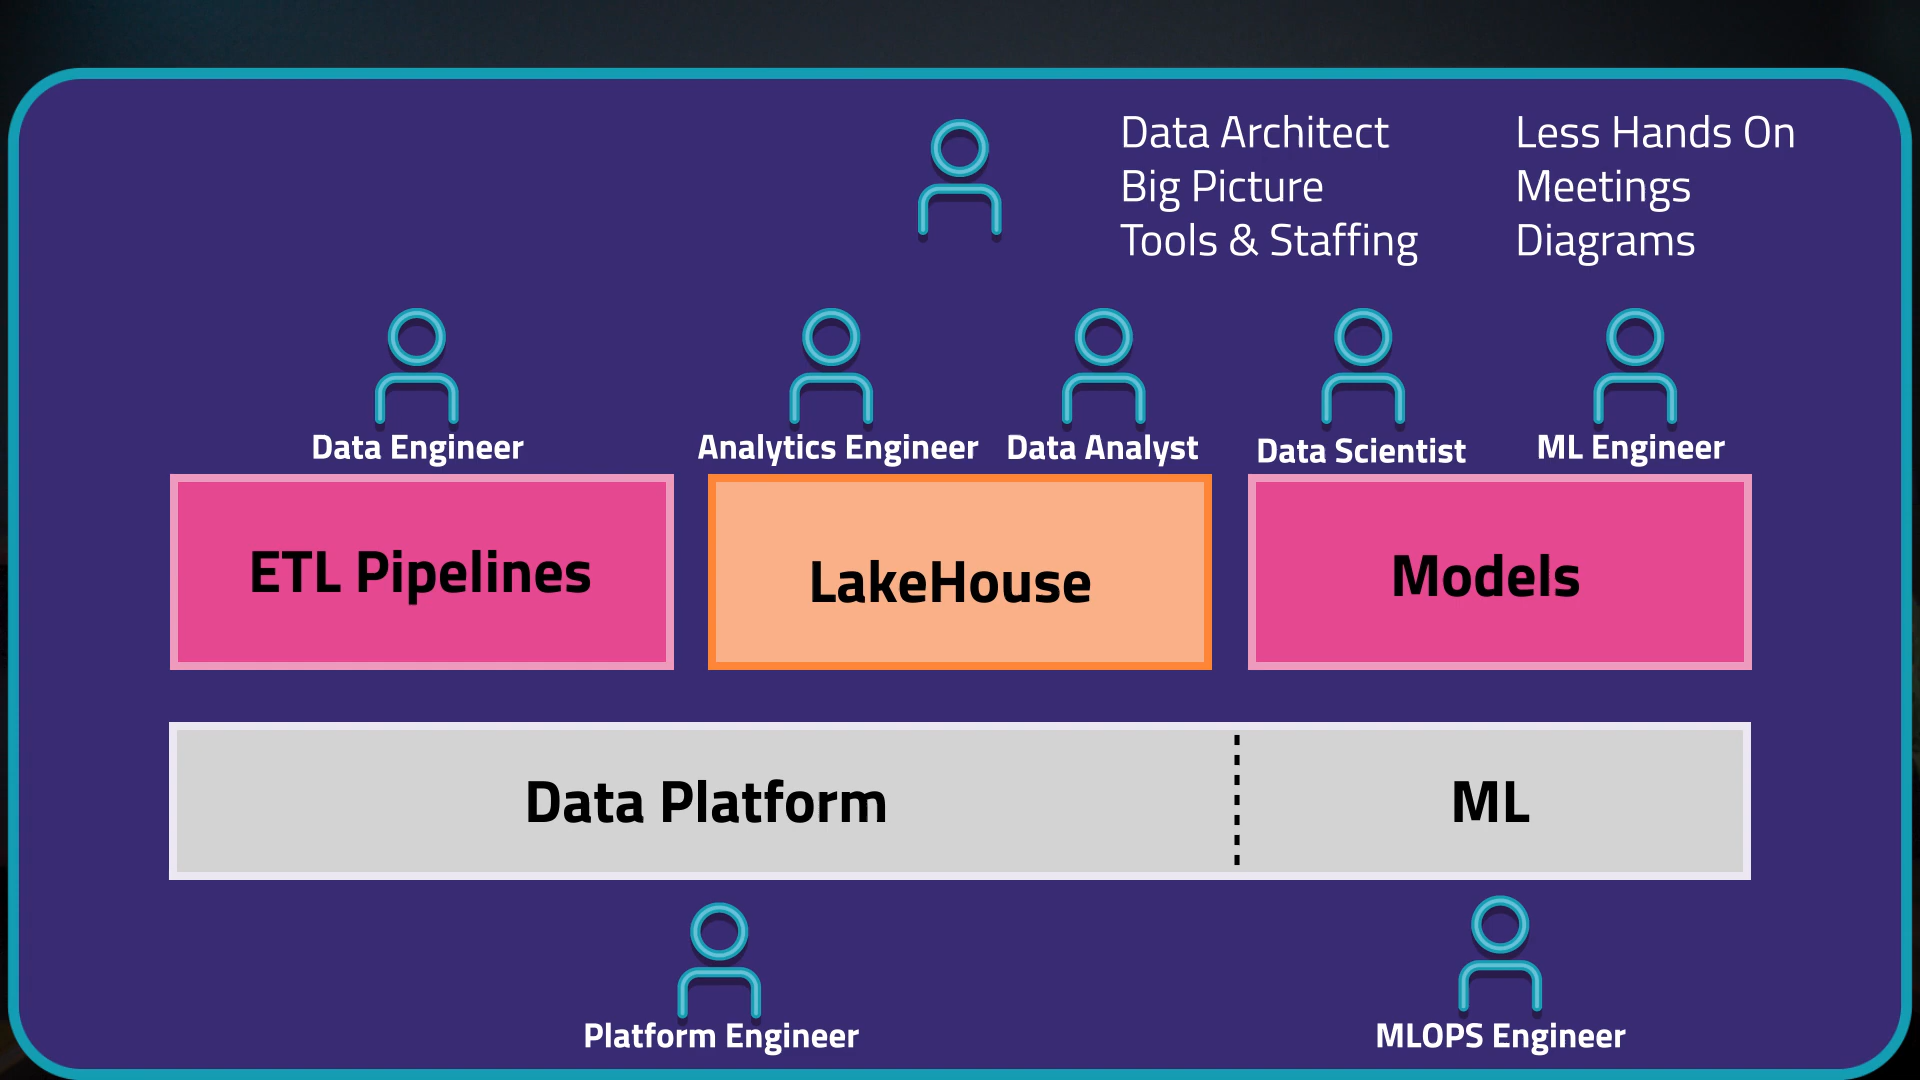 Data Architect
Big Picture
Tools & Staffing
Less Hands On
Meetings
Diagrams
Data Engineer
Analytics Engineer
Data Analyst
Data Scientist
ML Engineer
ETL Pipelines
LakeHouse
Models
Data Platform
ML
Platform Engineer
MLOPS Engineer